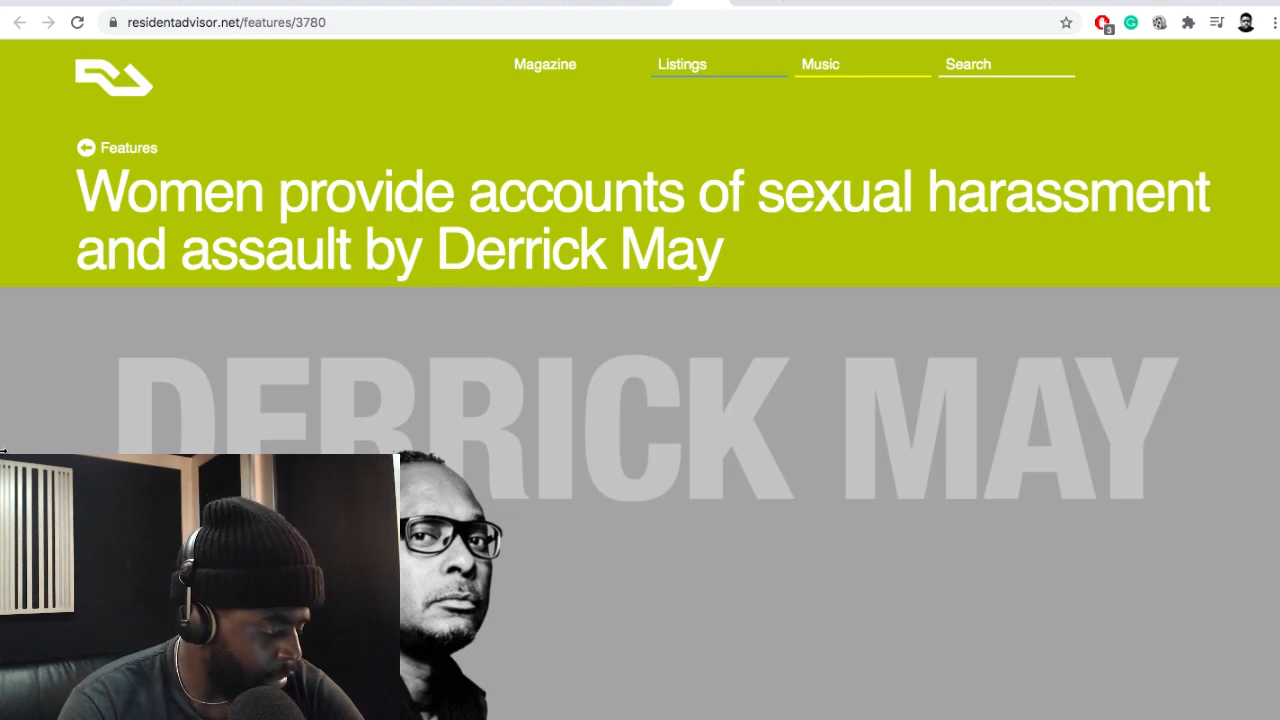 residentadvisor.net/features/3780
3
Magazine
Listings
Music
Search
Features
Women provide accounts of sexual harassment
and assault by Derrick May
DERRICK MAY